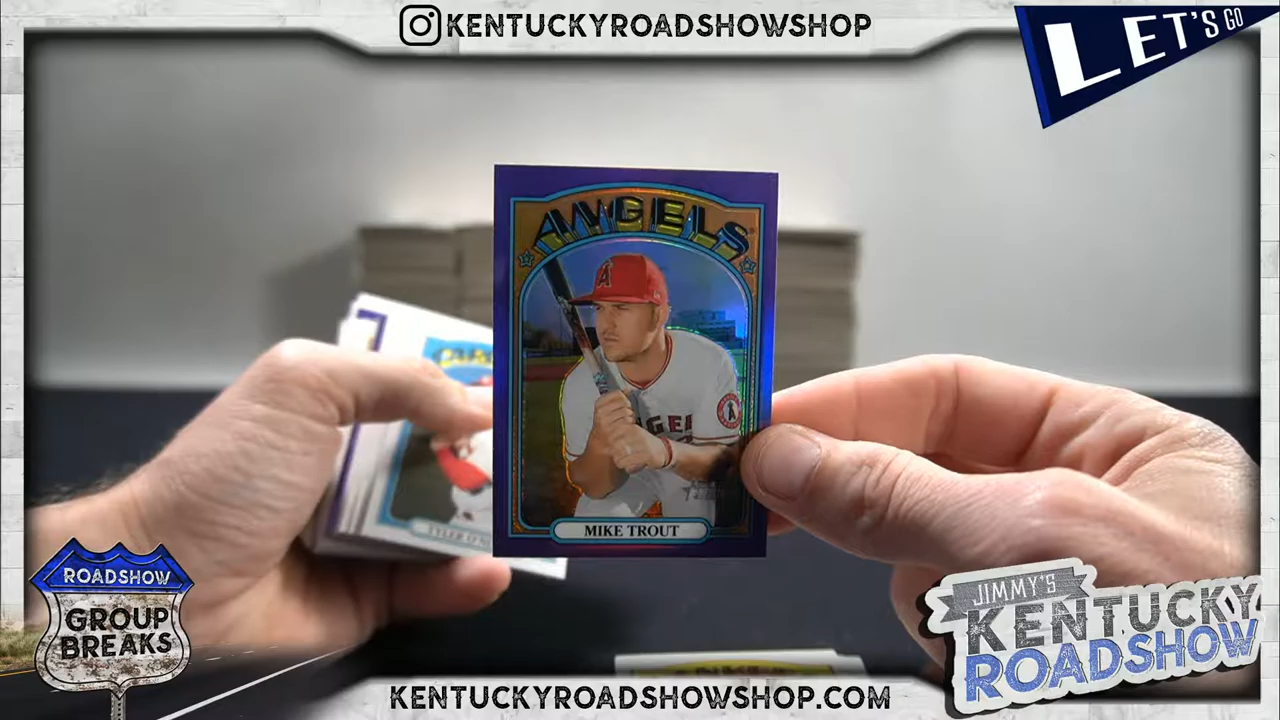 KENTUCKYROADSHOWSHOP
LET'S GO
ANGELS
A
A
MIKE TROUT
ROADSHOW
GROUP
BREAKS
JIMMY'S
KENTUCKY
ROADSHOW
KENTUCKYROADSHOWSHOP.COM